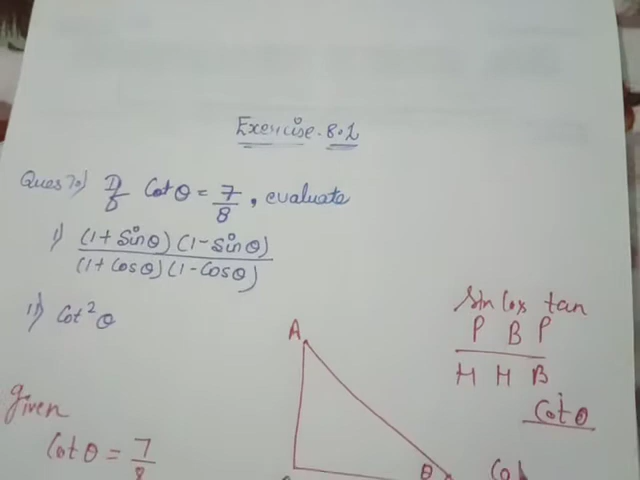 Exercise. 8.1
Ques 7.) If Cot θ = 7/8, evaluate
i) (1 + Sinθ) (1 - Sinθ) / (1 + Cosθ) (1 - Cosθ)
ii) Cot² θ
Sin Cos tan
P B P
H H B
Cot θ
A
given
Cot θ = 7/8
θ